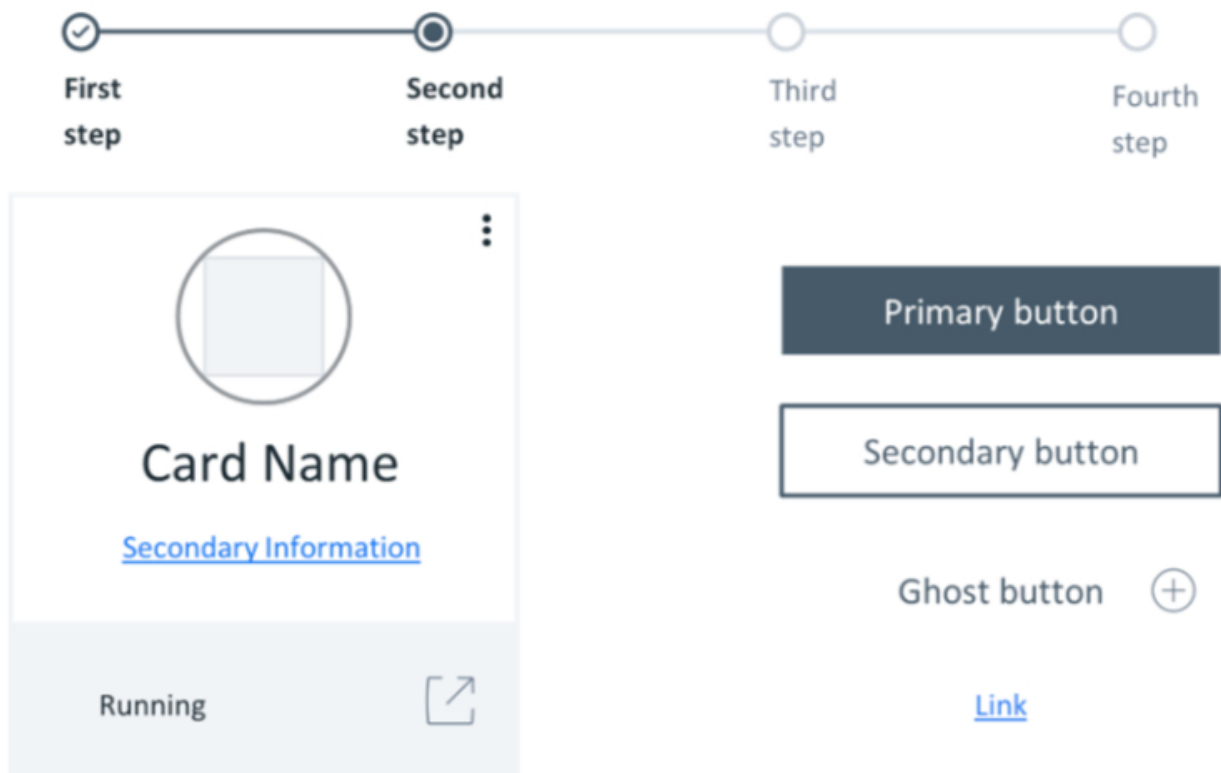 First
step
Second
step
Third
step
Fourth
step
Card Name
Secondary Information
Running
Primary button
Secondary button
Ghost button
Link